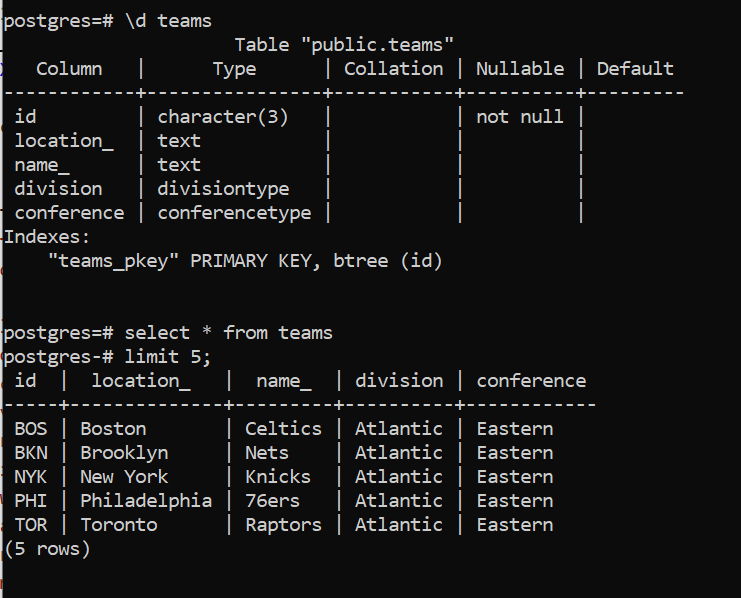 postgres=# \d teams
                     Table "public.teams"
   Column   |      Type      | Collation | Nullable | Default
------------+----------------+-----------+----------+---------
 id         | character(3)   |           | not null |
 location_  | text           |           |          |
 name_      | text           |           |          |
 division   | divisiontype   |           |          |
 conference | conferencetype |           |          |
Indexes:
    "teams_pkey" PRIMARY KEY, btree (id)
postgres=# select * from teams
postgres-# limit 5;
 id  |  location_   |  name_  | division | conference
-----+--------------+---------+----------+------------
 BOS | Boston       | Celtics | Atlantic | Eastern
 BKN | Brooklyn     | Nets    | Atlantic | Eastern
 NYK | New York     | Knicks  | Atlantic | Eastern
 PHI | Philadelphia | 76ers   | Atlantic | Eastern
 TOR | Toronto      | Raptors | Atlantic | Eastern
(5 rows)